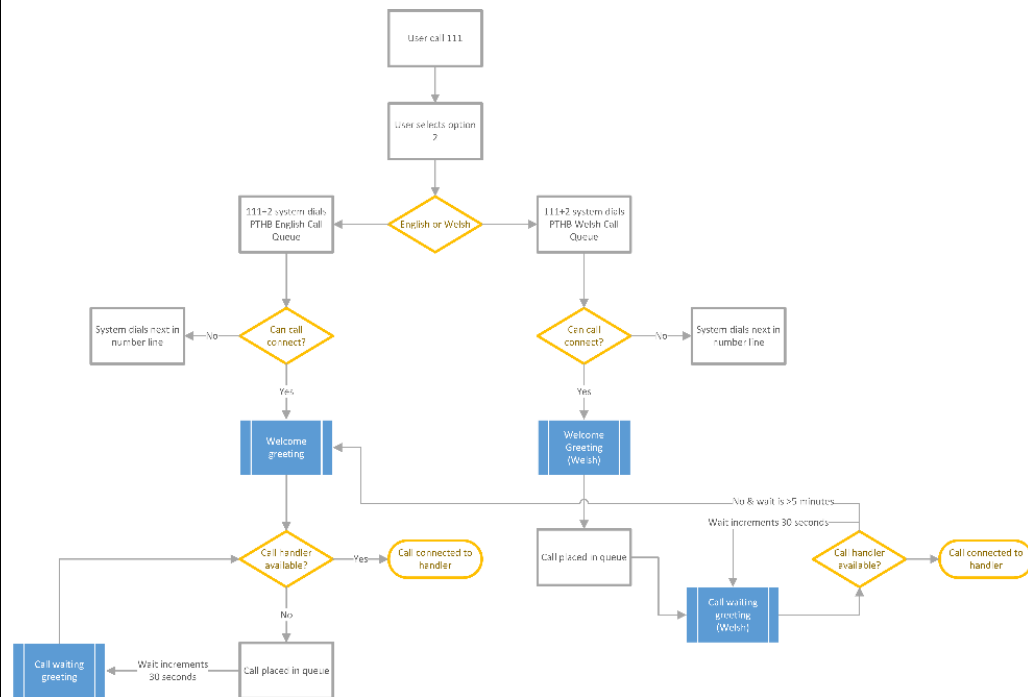 User call 111
User selects option
2
111+2 system dials
PTHB English Call
Queue
English or Welsh
111+2 system dials
PTHB Welsh Call
Queue
System dials next in
number line
No
Can call
connect?
Can call
connect?
No
System dials next in
number line
Yes
Yes
Welcome
greeting
Welcome
Greeting
(Welsh)
No & wait is >5 minutes
Wait increments 30 seconds
Call handler
available?
Yes
Call connected to
handler
Call placed in queue
Call handler
available?
Call connected to
handler
Call waiting
greeting
(Welsh)
No
Call waiting
greeting
Wait increments
30 seconds
Call placed in queue